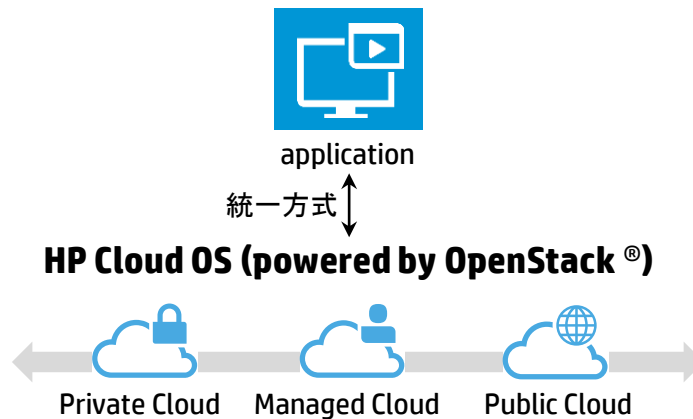 application
統一方式
HP Cloud OS (powered by OpenStack ®)
Private Cloud Managed Cloud Public Cloud